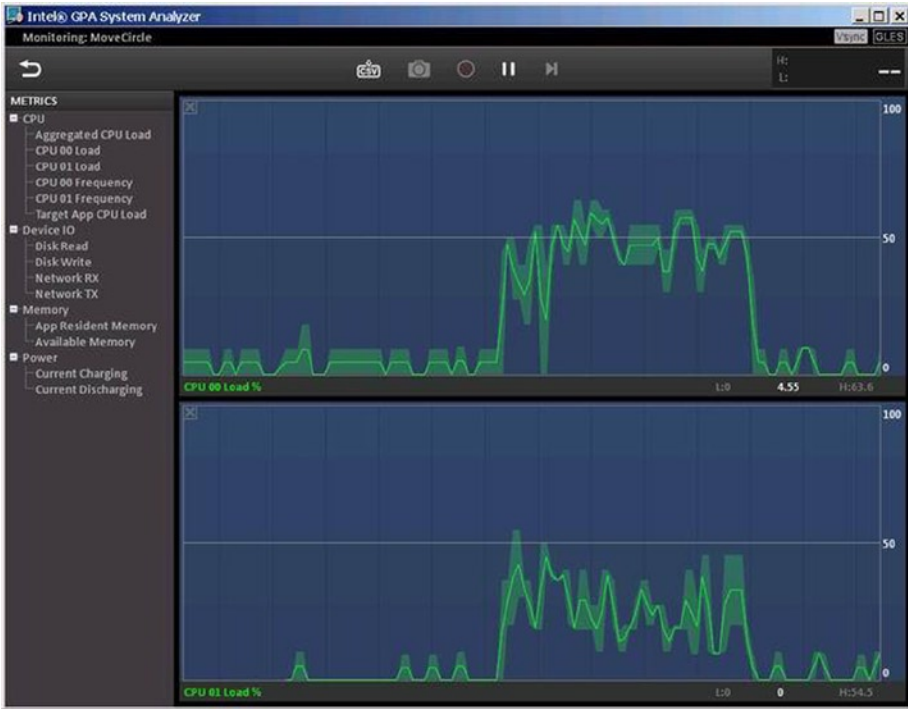 Intel® GPA System Analyzer
Monitoring: MoveCircle
Vsync GLES
CSV
H:
L:
--
METRICS
CPU
Aggregated CPU Load
CPU 00 Load
CPU 01 Load
CPU 00 Frequency
CPU 01 Frequency
Target App CPU Load
Device IO
Disk Read
Disk Write
Network RX
Network TX
Memory
App Resident Memory
Available Memory
Power
Current Charging
Current Discharging
100
50
0
CPU 00 Load % L:0 4.55 H:63.6
100
50
0
CPU 01 Load % L:0 0 H:54.5